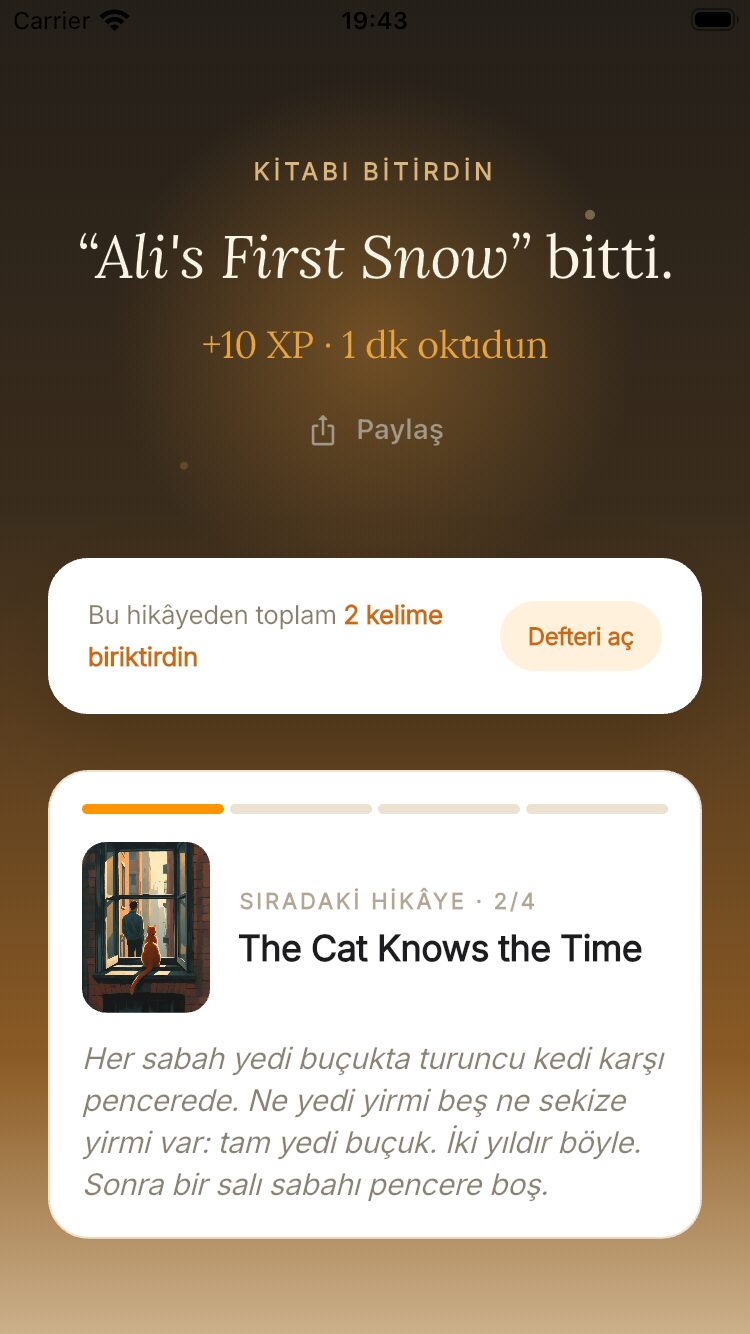 Carrier 19:43
KİTABI BİTİRDİN
“Ali's First Snow” bitti.
+10 XP · 1 dk okudun
Paylaş
Bu hikâyeden toplam 2 kelime
biriktirdin
Defteri aç
SIRADAKİ HİKÂYE · 2/4
The Cat Knows the Time
Her sabah yedi buçukta turuncu kedi karşı
pencerede. Ne yedi yirmi beş ne sekize
yirmi var: tam yedi buçuk. İki yıldır böyle.
Sonra bir salı sabahı pencere boş.